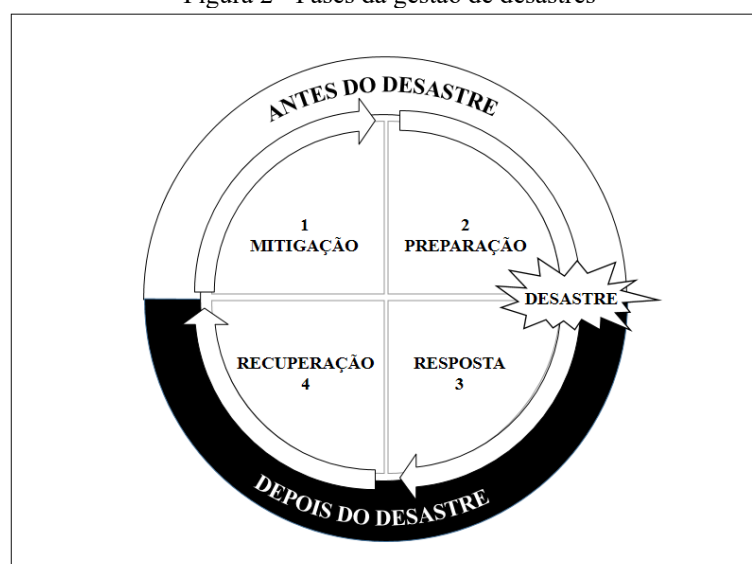 Figura 2 - Fases da gestão de desastres
ANTES DO DESASTRE
1
MITIGAÇÃO
2
PREPARAÇÃO
DESASTRE
RECUPERAÇÃO
4
RESPOSTA
3
DEPOIS DO DESASTRE